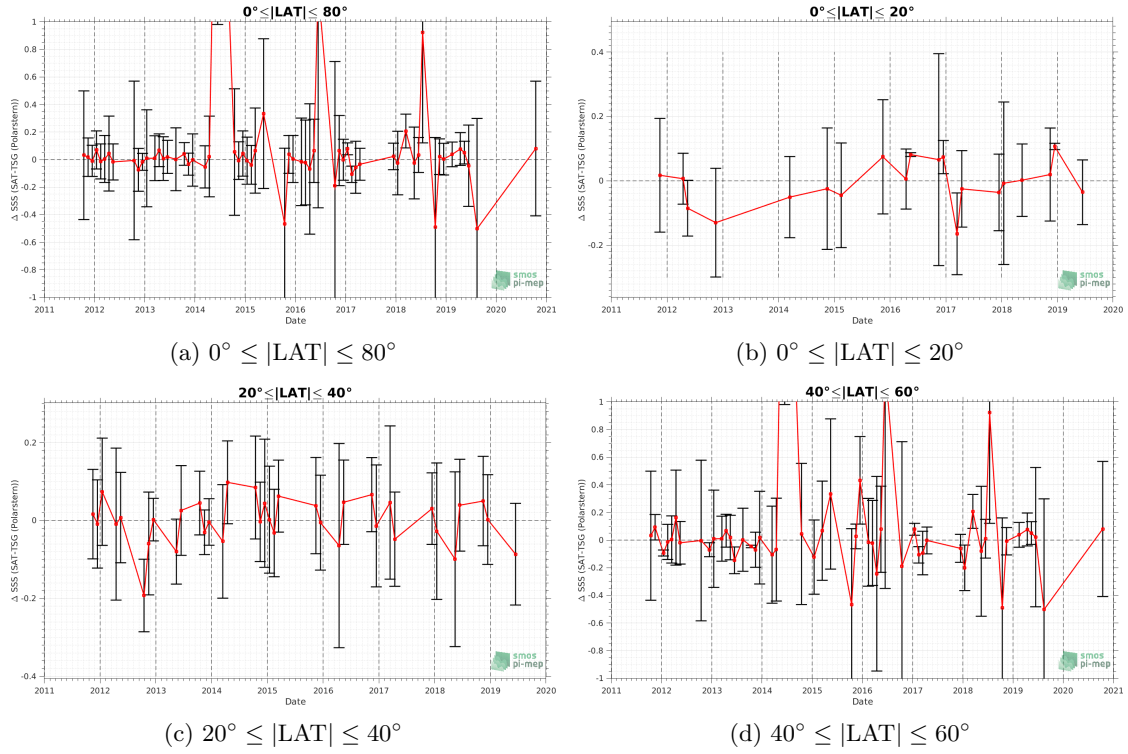 0°≤|LAT|≤ 80°
Δ SSS (SAT-TSG (Polarstern))
1
0.8
0.6
0.4
0.2
0
-0.2
-0.4
-0.6
-0.8
-1
2011 2012 2013 2014 2015 2016 2017 2018 2019 2020 2021
Date
smos
pi-mep
(a) 0° ≤ |LAT| ≤ 80°
0°≤|LAT|≤ 20°
Δ SSS (SAT-TSG (Polarstern))
0.4
0.2
0
-0.2
2011 2012 2013 2014 2015 2016 2017 2018 2019 2020
Date
smos
pi-mep
(b) 0° ≤ |LAT| ≤ 20°
20°≤|LAT|≤ 40°
Δ SSS (SAT-TSG (Polarstern))
0.2
0
-0.2
-0.4
2011 2012 2013 2014 2015 2016 2017 2018 2019 2020
Date
smos
pi-mep
(c) 20° ≤ |LAT| ≤ 40°
40°≤|LAT|≤ 60°
Δ SSS (SAT-TSG (Polarstern))
1
0.8
0.6
0.4
0.2
0
-0.2
-0.4
-0.6
-0.8
-1
2011 2012 2013 2014 2015 2016 2017 2018 2019 2020 2021
Date
smos
pi-mep
(d) 40° ≤ |LAT| ≤ 60°